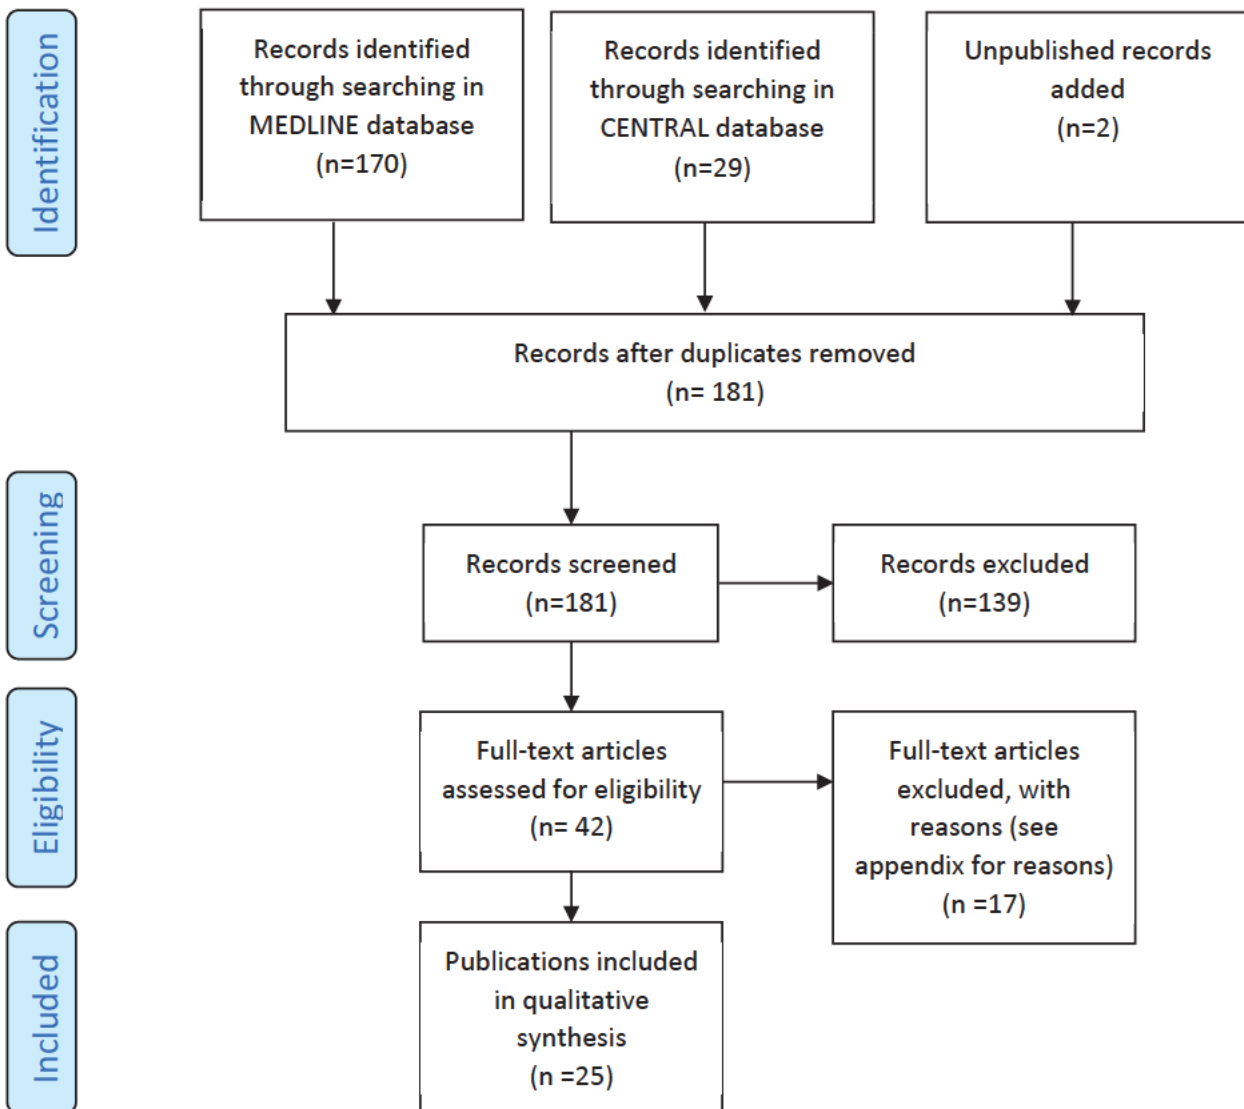 Identification
Records identified
through searching in
MEDLINE database
(n=170)
Records identified
through searching in
CENTRAL database
(n=29)
Unpublished records
added
(n=2)
Records after duplicates removed
(n= 181)
Screening
Records screened
(n=181)
Records excluded
(n=139)
Eligibility
Full-text articles
assessed for eligibility
(n= 42)
Full-text articles
excluded, with
reasons (see
appendix for reasons)
(n =17)
Included
Publications included
in qualitative
synthesis
(n =25)